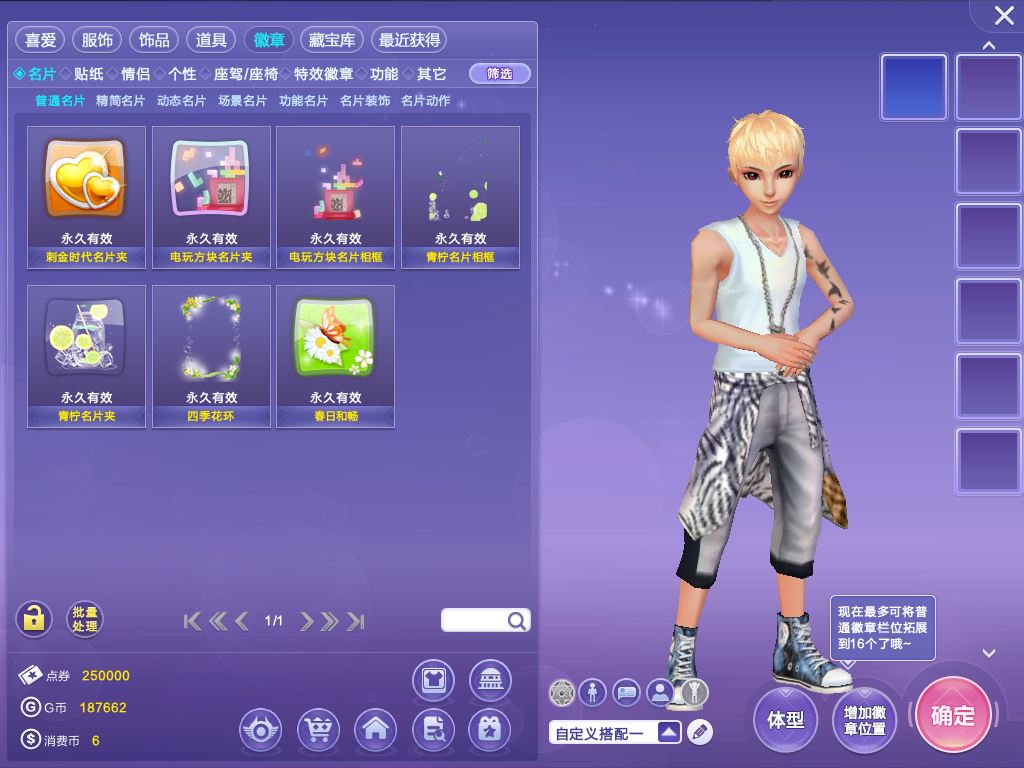 喜爱 服饰 饰品 道具 徽章 藏宝库 最近获得
名片 贴纸 情侣 个性 座驾/座椅 特效徽章 功能 其它 筛选
普通名片 精简名片 动态名片 场景名片 功能名片 名片装饰 名片动作
永久有效 永久有效 永久有效 永久有效
刺金时代名片夹 电玩方块名片夹 电玩方块名片相框 青柠名片相框
永久有效 永久有效 永久有效
青柠名片夹 四季花环 春日和畅
批量
处理
1/1
现在最多可将普
通徽章栏位拓展
到16个了哦~
点券 250000
G G币 187662
$ 消费币 6
自定义搭配一
体型
增加徽
章位置
确定